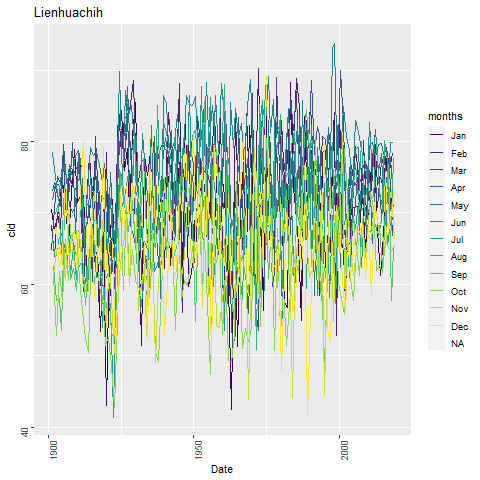 Lienhuachih
cld
80
60
40
1900
1950
2000
Date
months
Jan
Feb
Mar
Apr
May
Jun
Jul
Aug
Sep
Oct
Nov
Dec
NA